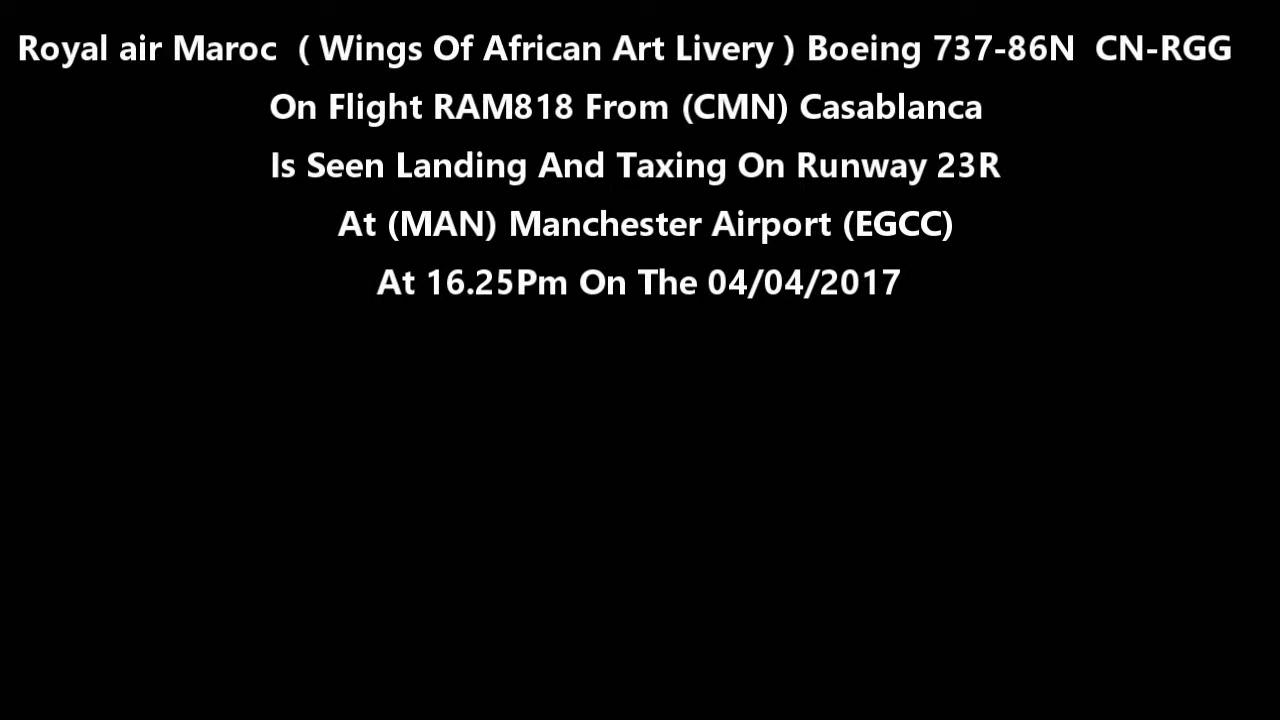 Royal air Maroc ( Wings Of African Art Livery ) Boeing 737-86N CN-RGG
On Flight RAM818 From (CMN) Casablanca
Is Seen Landing And Taxing On Runway 23R
At (MAN) Manchester Airport (EGCC)
At 16.25Pm On The 04/04/2017